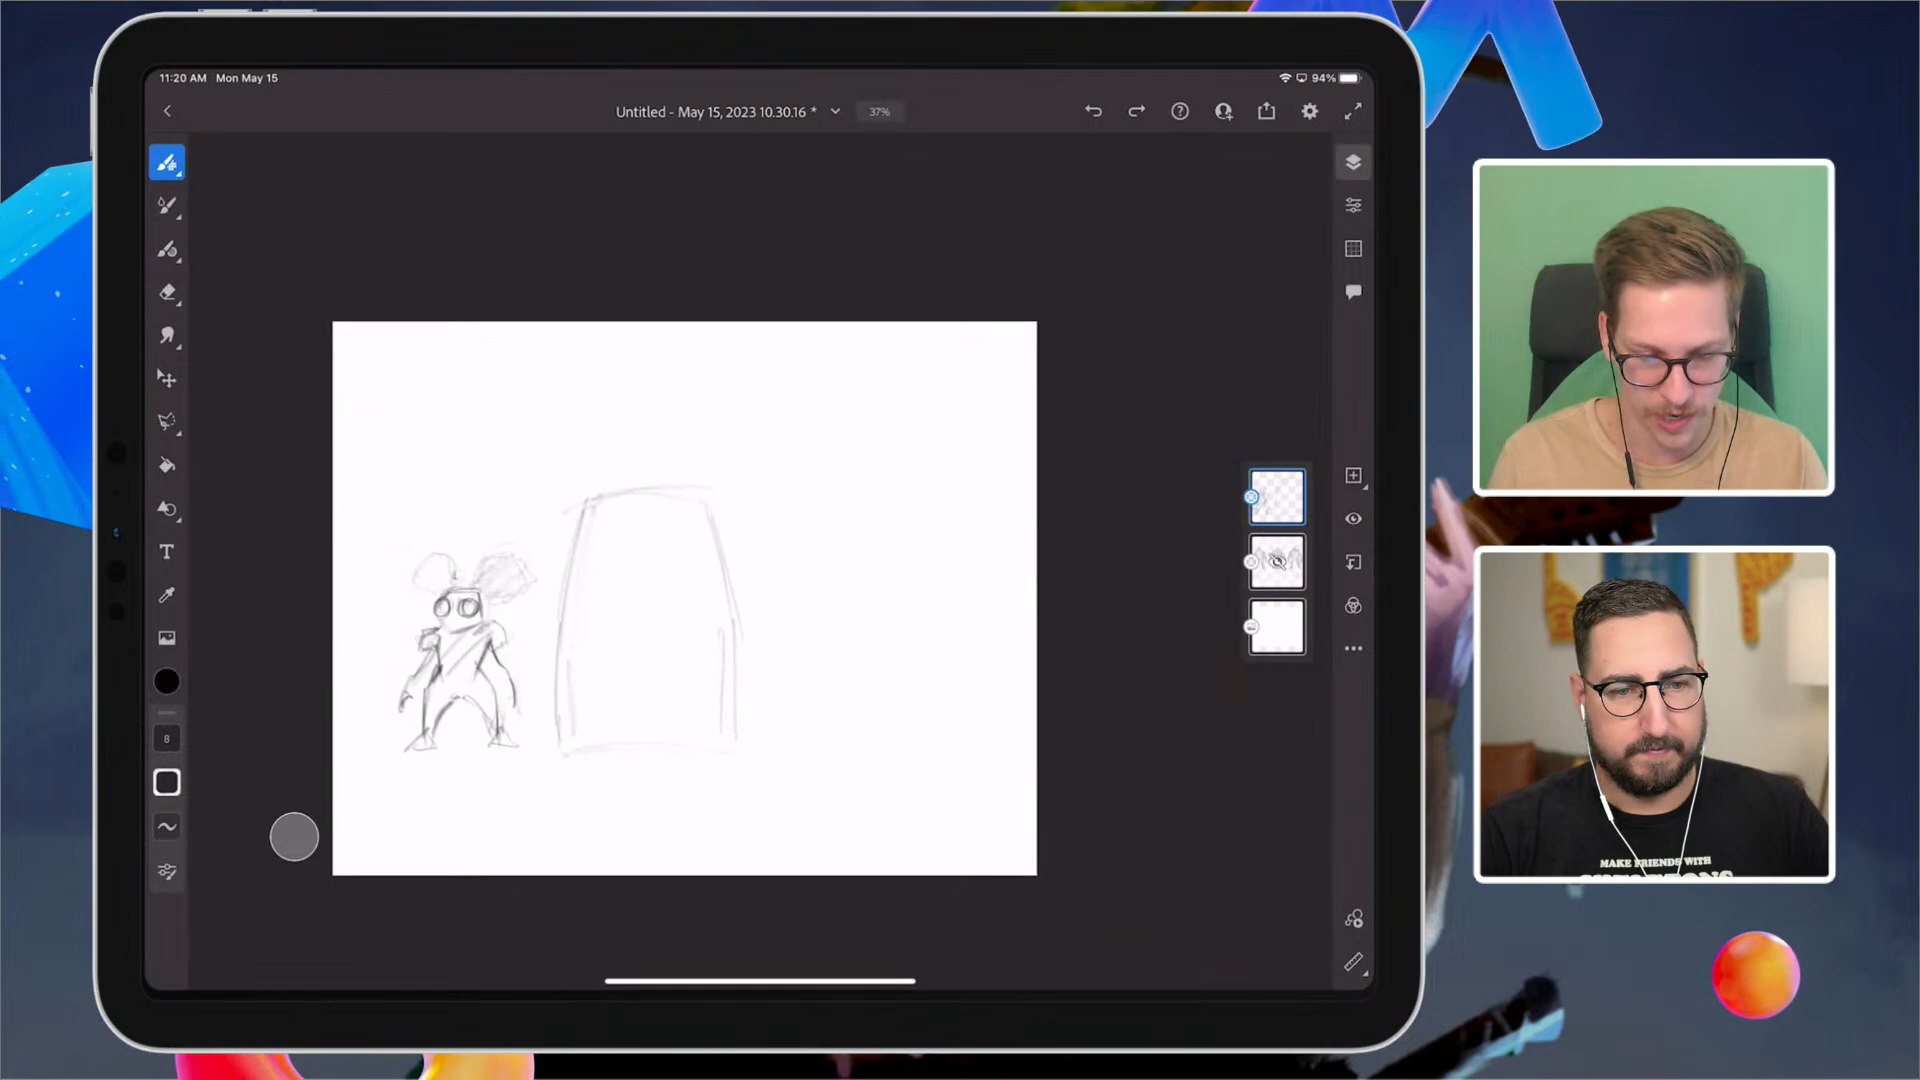 11:20 AM Mon May 15
94%
Untitled - May 15, 2023 10.30.16 *
37%
T
8
MAKE FRIENDS WITH